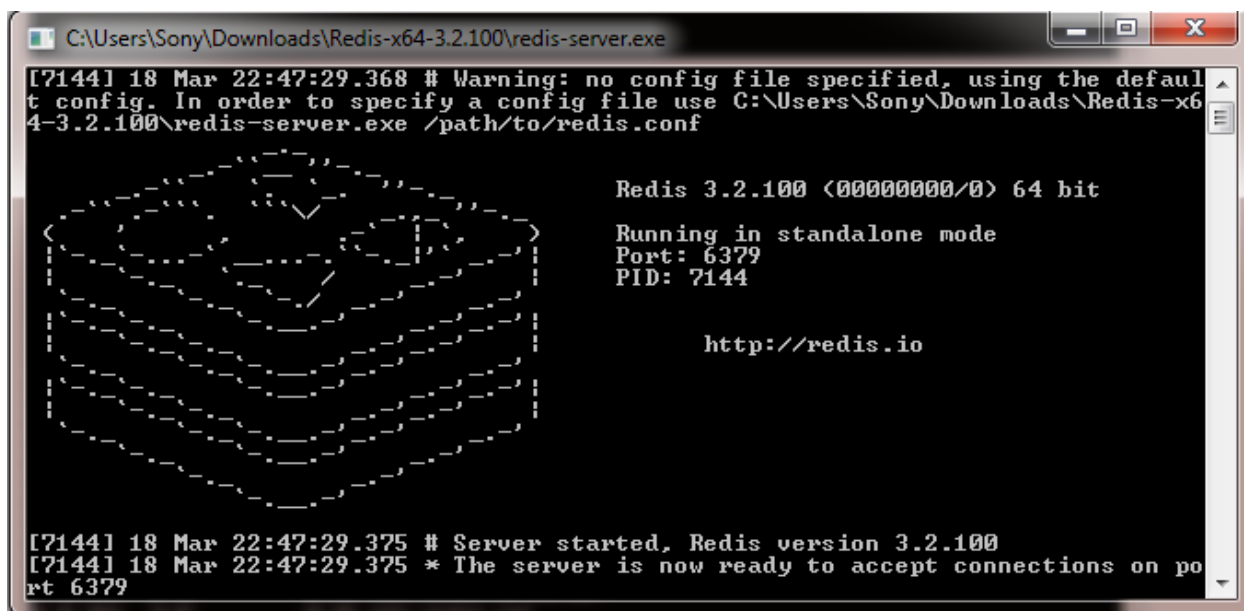 C:\Users\Sony\Downloads\Redis-x64-3.2.100\redis-server.exe
[7144] 18 Mar 22:47:29.368 # Warning: no config file specified, using the defaul
t config. In order to specify a config file use C:\Users\Sony\Downloads\Redis-x6
4-3.2.100\redis-server.exe /path/to/redis.conf
Redis 3.2.100 (00000000/0) 64 bit
Running in standalone mode
Port: 6379
PID: 7144
http://redis.io
[7144] 18 Mar 22:47:29.375 # Server started, Redis version 3.2.100
[7144] 18 Mar 22:47:29.375 * The server is now ready to accept connections on po
rt 6379